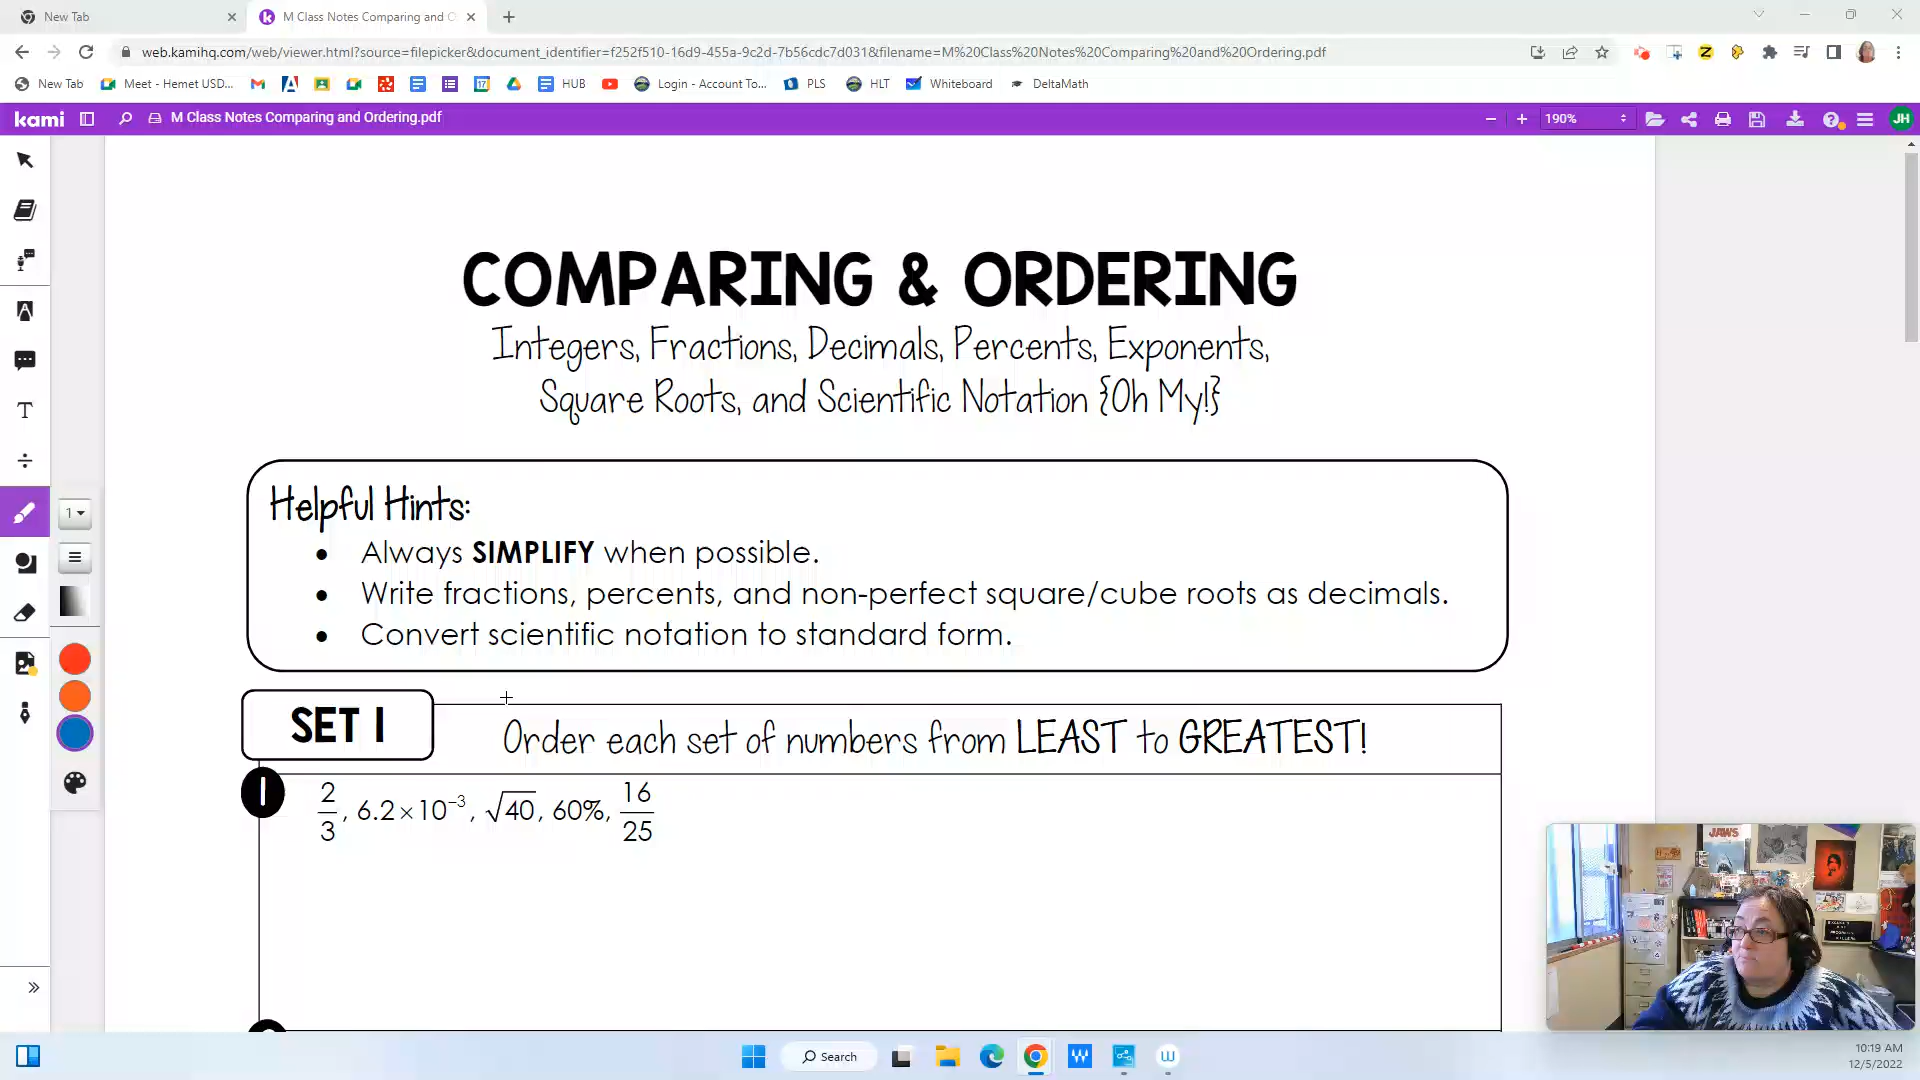 New Tab
M Class Notes Comparing and O
web.kamihq.com/web/viewer.html?source=filepicker&document_identifier=f252f510-16d9-455a-9c2d-7b56cdc7d031&filename=M%20Class%20Notes%20Comparing%20and%20Ordering.pdf
New Tab Meet - Hemet USD... HUB Login - Account To... PLS HLT Whiteboard DeltaMath
kami M Class Notes Comparing and Ordering.pdf 190% JH
COMPARING & ORDERING
Integers, Fractions, Decimals, Percents, Exponents,
Square Roots, and Scientific Notation {Oh My!}
Helpful Hints:
• Always SIMPLIFY when possible.
• Write fractions, percents, and non-perfect square/cube roots as decimals.
• Convert scientific notation to standard form.
SET 1
Order each set of numbers from LEAST to GREATEST!
1 2/3, 6.2×10⁻³, √40, 60%, 16/25
1
JAWS
Search
10:19 AM
12/5/2022